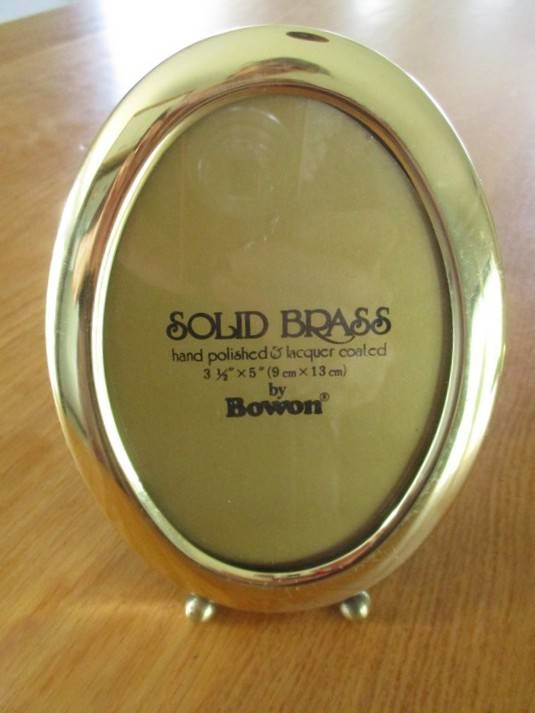 SOLID BRASS
hand polished & lacquer coated
3 ½" × 5" (9 cm × 13 cm)
by
Bowon®